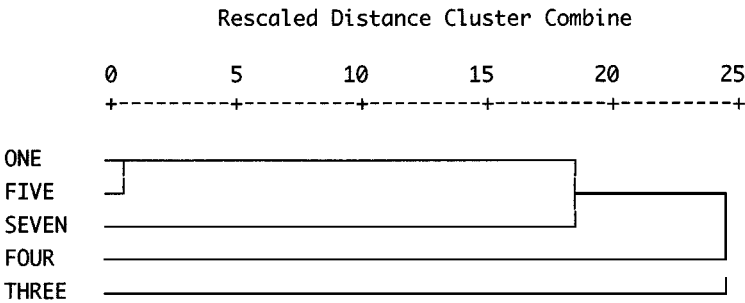 Rescaled Distance Cluster Combine
0 5 10 15 20 25
+---------+---------+---------+---------+---------+
ONE
FIVE
SEVEN
FOUR
THREE